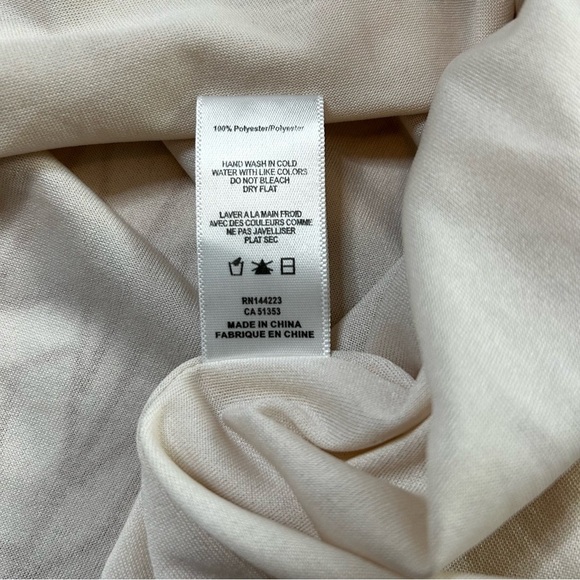 100% Polyester/Polyester
HAND WASH IN COLD
WATER WITH LIKE COLORS
DO NOT BLEACH
DRY FLAT
LAVER A LA MAIN FROID
AVEC DES COULEURS COMME
NE PAS JAVELLISER
PLAT SEC
RN144223
CA 51353
MADE IN CHINA
FABRIQUE EN CHINE